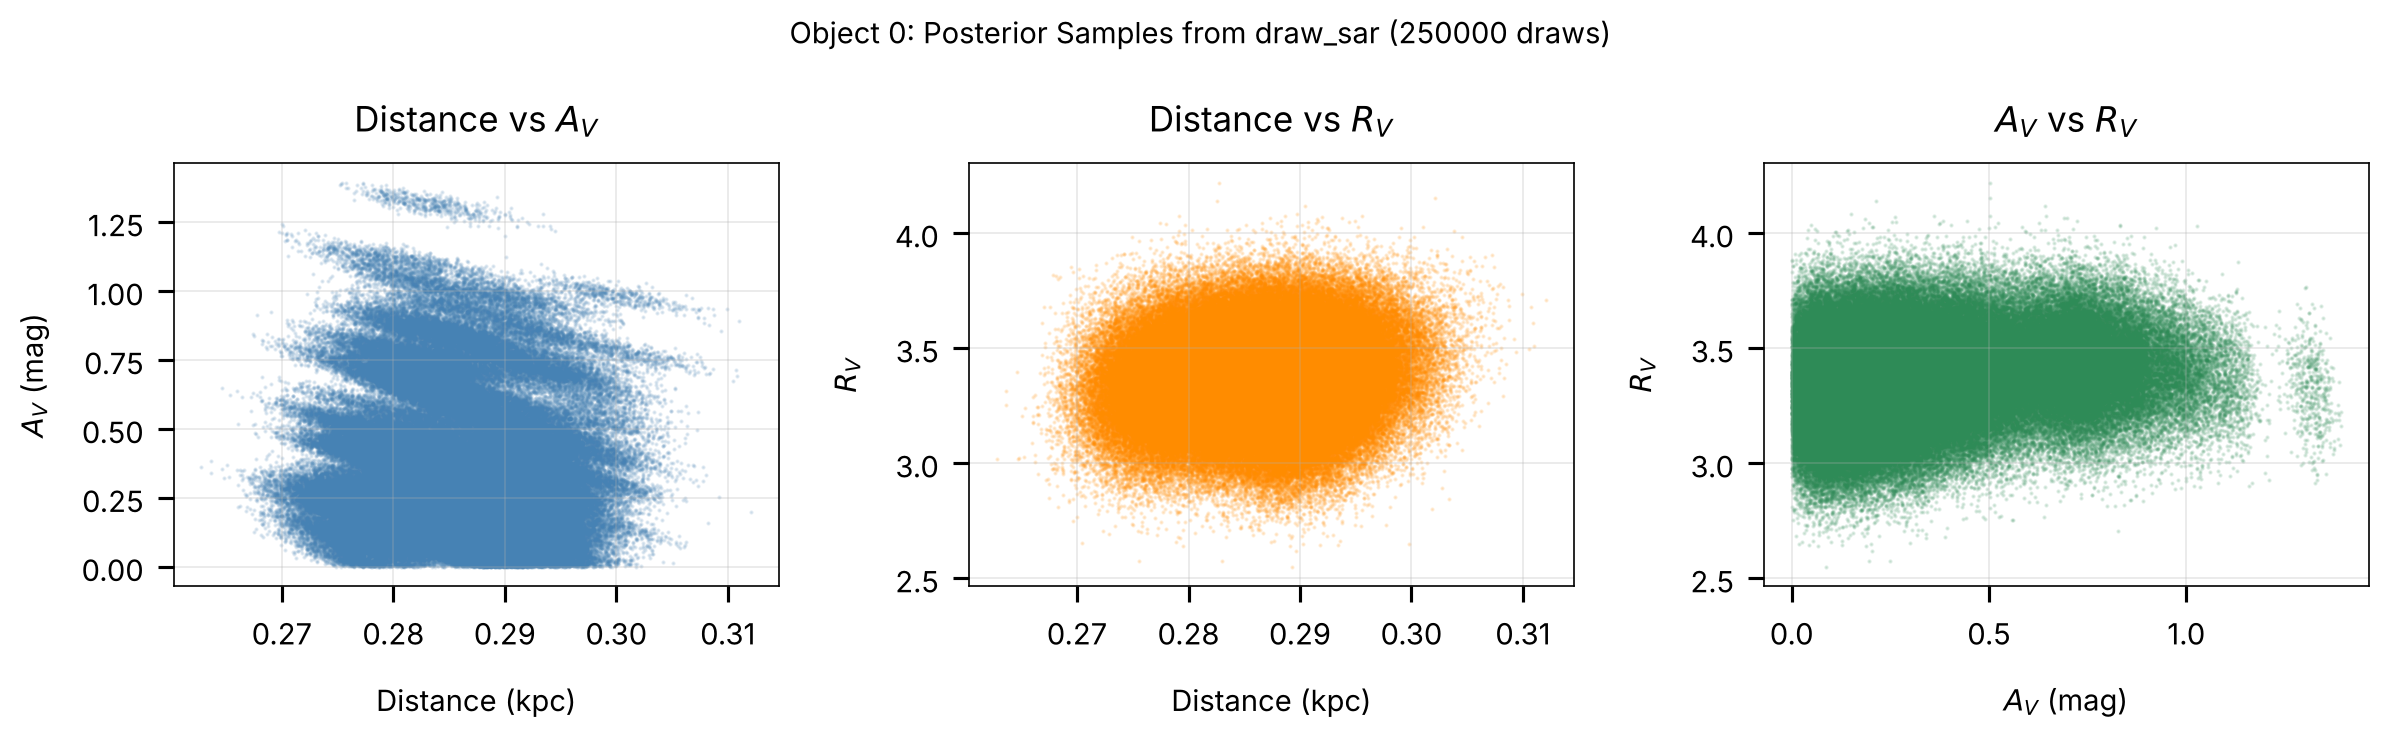 Object 0: Posterior Samples from draw_sar (250000 draws)
Distance vs A_V
1.25
1.00
0.75
0.50
0.25
0.00
A_V (mag)
0.27 0.28 0.29 0.30 0.31
Distance (kpc)
Distance vs R_V
4.0
3.5
3.0
2.5
R_V
0.27 0.28 0.29 0.30 0.31
Distance (kpc)
A_V vs R_V
4.0
3.5
3.0
2.5
R_V
0.0 0.5 1.0
A_V (mag)